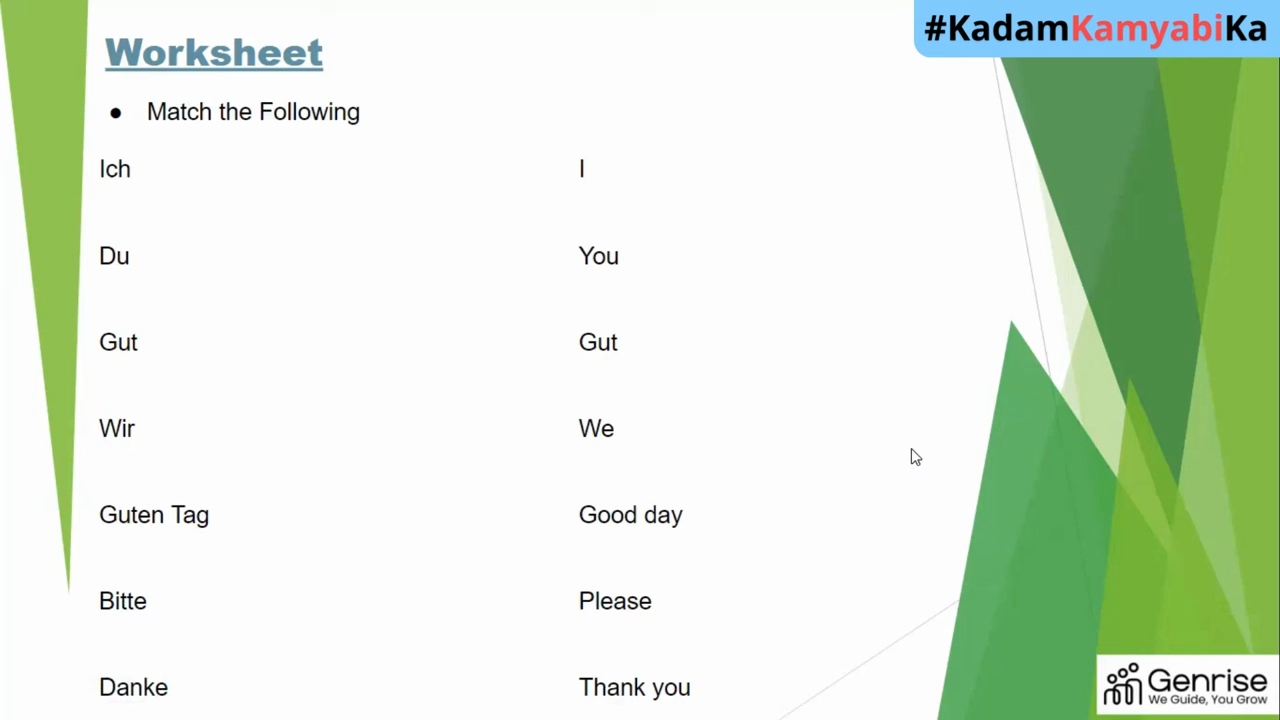 #KadamKamyabiKa
Worksheet
● Match the Following
Ich I
Du You
Gut Gut
Wir We
Guten Tag Good day
Bitte Please
Danke Thank you
Genrise
We Guide, You Grow